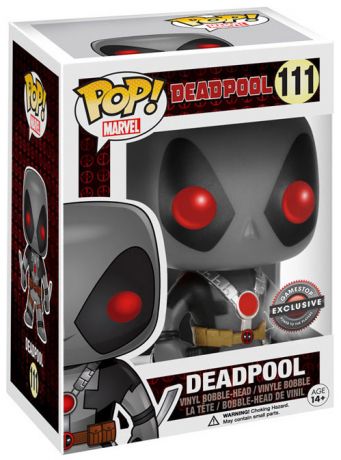 POP!
MARVEL
DEADPOOL
111
GAMESTOP
EXCLUSIVE
DEADPOOL
VINYL BOBBLE-HEAD / VINYLE BOBBLE
LA TÊTE / BOBBLE-HEAD DE VINIL
WARNING! Choking Hazard.
May contain small parts.
AGE
14+
POP!
MARVEL
DEADPOOL
111